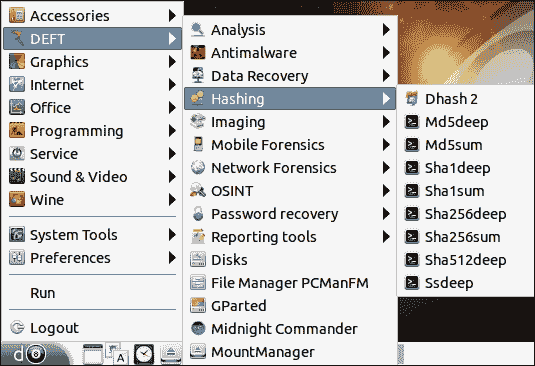 Accessories
DEFT
Graphics
Internet
Office
Programming
Service
Sound & Video
Wine
System Tools
Preferences
Run
Logout
Analysis
Antimalware
Data Recovery
Hashing
Imaging
Mobile Forensics
Network Forensics
OSINT
Password recovery
Reporting tools
Disks
File Manager PCManFM
GParted
Midnight Commander
MountManager
Dhash 2
Md5deep
Md5sum
Sha1deep
Sha1sum
Sha256deep
Sha256sum
Sha512deep
Ssdeep
d8
A